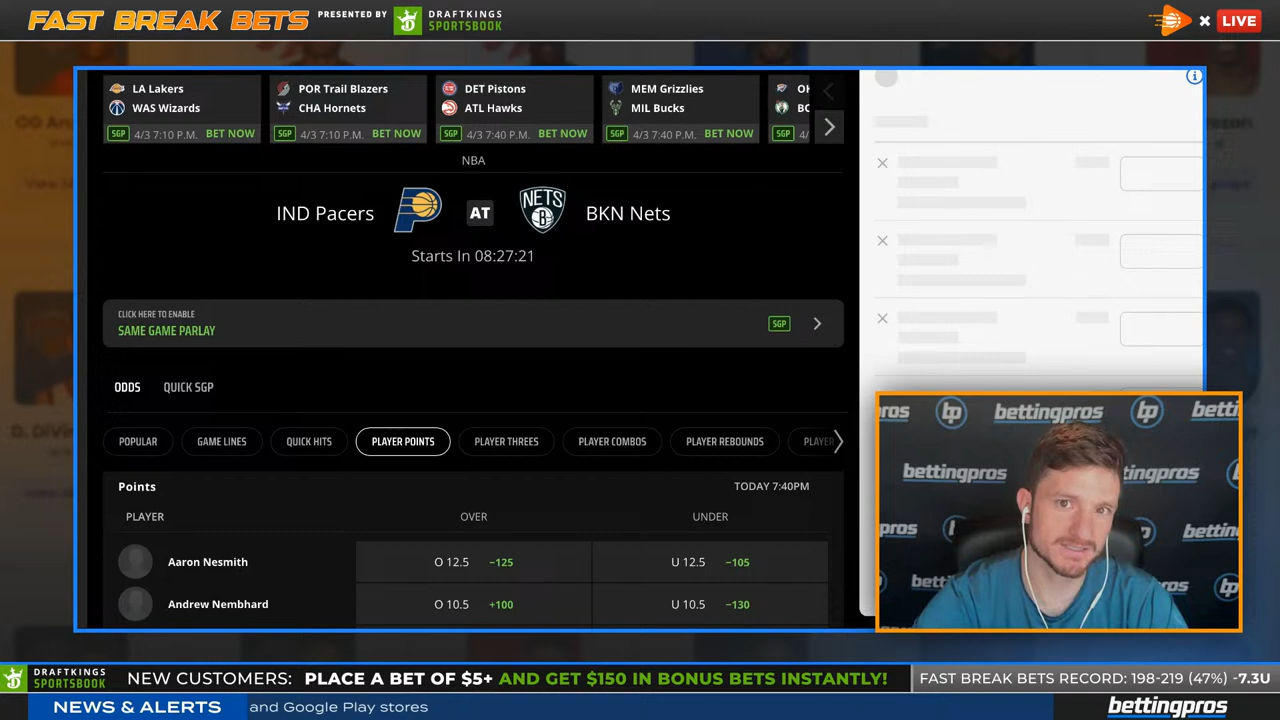 FAST BREAK BETS
PRESENTED BY
DRAFTKINGS
SPORTSBOOK
LIVE
LA Lakers
WAS Wizards
SGP 4/3 7:10 P.M. BET NOW
POR Trail Blazers
CHA Hornets
SGP 4/3 7:10 P.M. BET NOW
DET Pistons
ATL Hawks
SGP 4/3 7:40 P.M. BET NOW
MEM Grizzlies
MIL Bucks
SGP 4/3 7:40 P.M. BET NOW
SGP
NBA
IND Pacers
AT
NETS
B
BKN Nets
Starts In 08:27:21
CLICK HERE TO ENABLE
SAME GAME PARLAY
SGP
ODDS QUICK SGP
POPULAR GAME LINES QUICK HITS PLAYER POINTS PLAYER THREES PLAYER COMBOS PLAYER REBOUNDS PLAYER
Points TODAY 7:40PM
PLAYER OVER UNDER
Aaron Nesmith O 12.5 −125 U 12.5 −105
Andrew Nembhard O 10.5 +100 U 10.5 −130
bp bettingpros bp
bettingpros
DRAFTKINGS
SPORTSBOOK
NEW CUSTOMERS: PLACE A BET OF $5+ AND GET $150 IN BONUS BETS INSTANTLY!
FAST BREAK BETS RECORD: 198-219 (47%) -7.3U
NEWS & ALERTS and Google Play stores
bettingpros